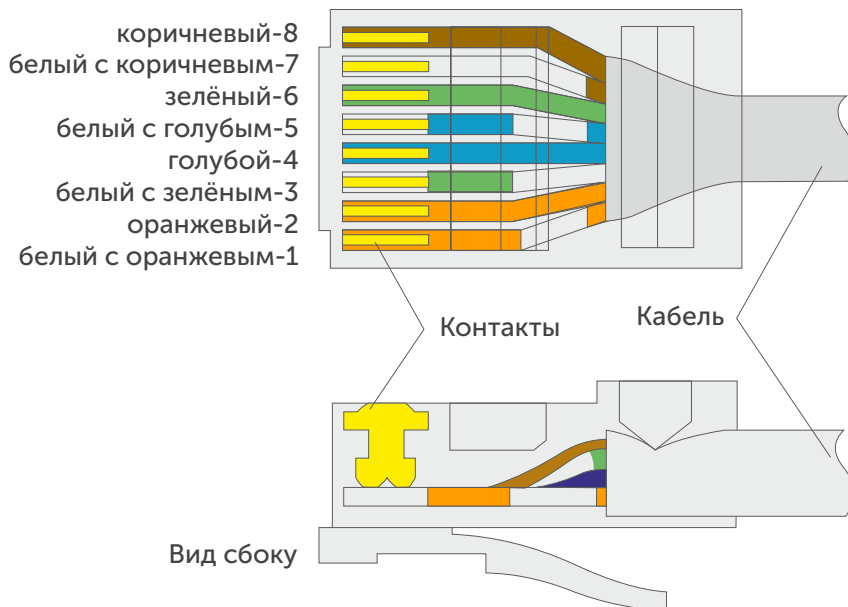 коричневый-8
белый с коричневым-7
зелёный-6
белый с голубым-5
голубой-4
белый с зелёным-3
оранжевый-2
белый с оранжевым-1
Контакты
Кабель
Вид сбоку